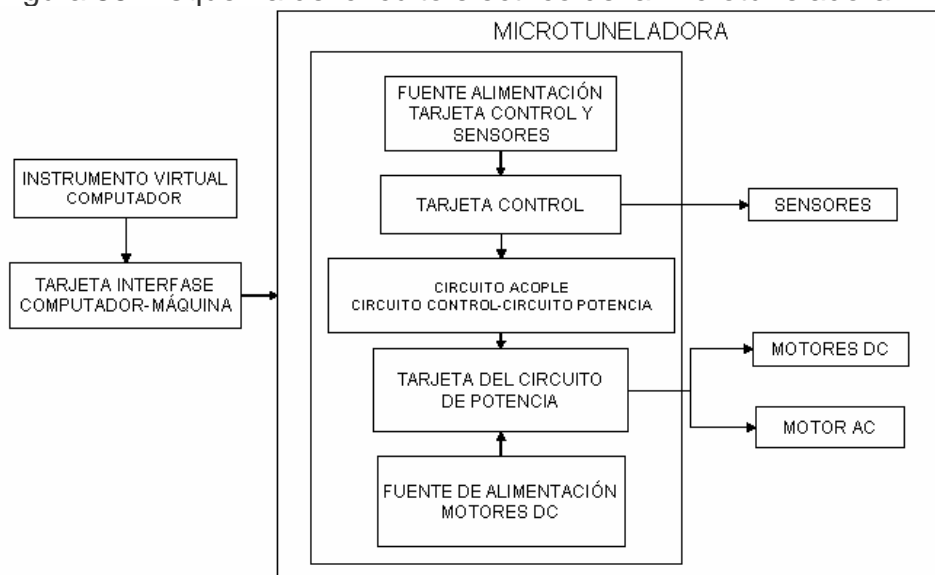 MICROTUNELADORA
FUENTE ALIMENTACIÓN
TARJETA CONTROL Y
SENSORES
INSTRUMENTO VIRTUAL
COMPUTADOR
TARJETA CONTROL
SENSORES
TARJETA INTERFASE
COMPUTADOR-MÁQUINA
CIRCUITO ACOPLE
CIRCUITO CONTROL-CIRCUITO POTENCIA
TARJETA DEL CIRCUITO
DE POTENCIA
MOTORES DC
MOTOR AC
FUENTE DE ALIMENTACIÓN
MOTORES DC